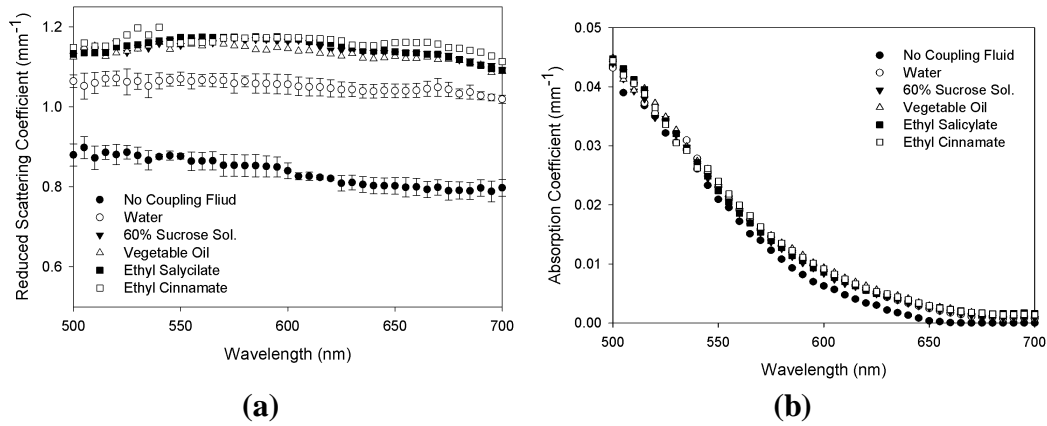 Reduced Scattering Coefficient (mm-1)
1.2
1.0
0.8
0.6
No Coupling Fliud
Water
60% Sucrose Sol.
Vegetable Oil
Ethyl Salycilate
Ethyl Cinnamate
500 550 600 650 700
Wavelength (nm)
(a)
Absorption Coefficient (mm-1)
0.05
0.04
0.03
0.02
0.01
0.00
No Coupling Fluid
Water
60% Sucrose Sol.
Vegetable Oil
Ethyl Salicylate
Ethyl Cinnamate
500 550 600 650 700
Wavelength (nm)
(b)